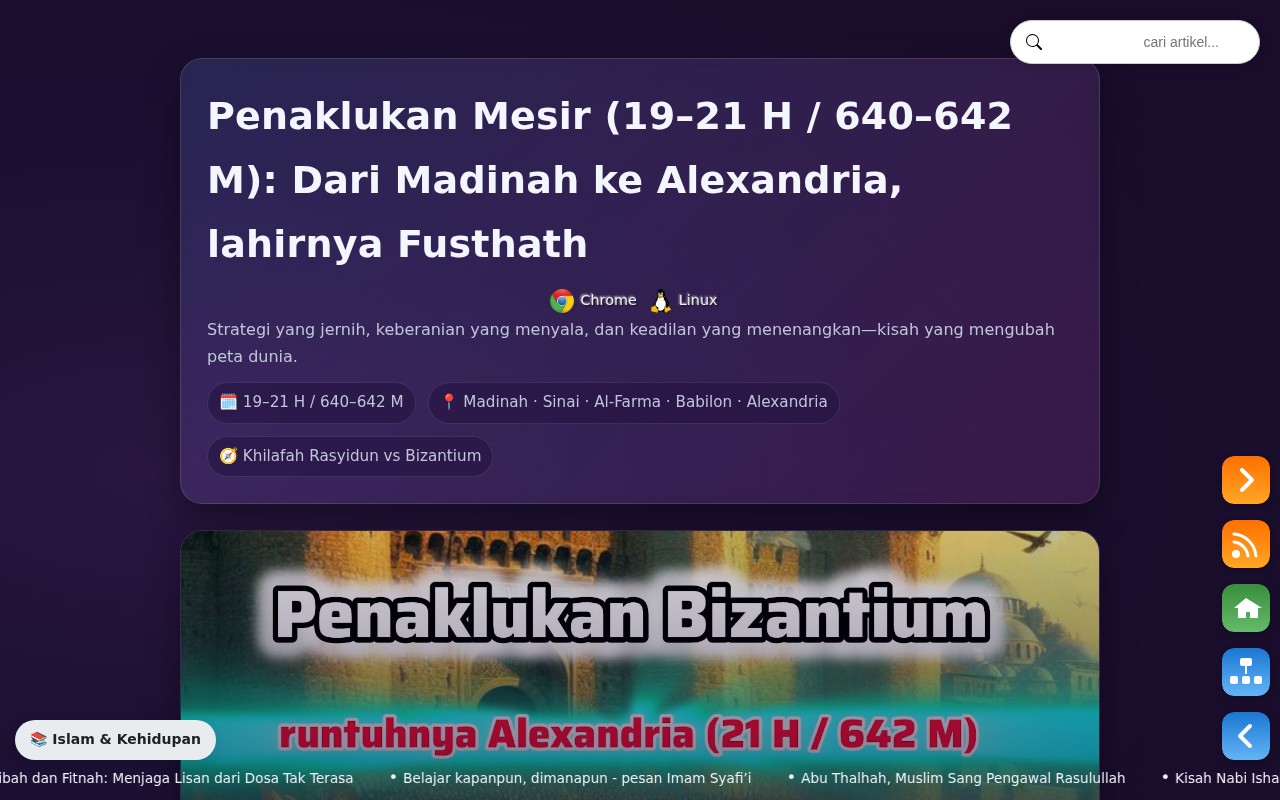 cari artikel...
Penaklukan Mesir (19–21 H / 640–642
M): Dari Madinah ke Alexandria,
lahirnya Fusthath
Chrome Linux
Strategi yang jernih, keberanian yang menyala, dan keadilan yang menenangkan—kisah yang mengubah
peta dunia.
19–21 H / 640–642 M
Madinah · Sinai · Al-Farma · Babilon · Alexandria
Khilafah Rasyidun vs Bizantium
Penaklukan Bizantium
runtuhnya Alexandria (21 H / 642 M)
Islam & Kehidupan
ibah dan Fitnah: Menjaga Lisan dari Dosa Tak Terasa • Belajar kapanpun, dimanapun - pesan Imam Syafi’i • Abu Thalhah, Muslim Sang Pengawal Rasulullah • Kisah Nabi Isha